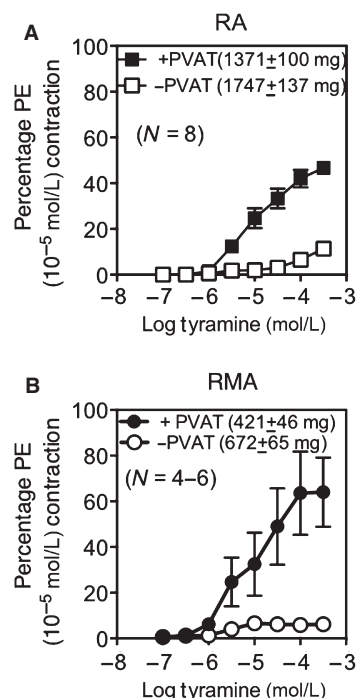 A
RA
+PVAT(1371±100 mg)
–PVAT (1747±137 mg)
(N = 8)
Percentage PE
(10–5 mol/L) contraction
100
80
60
40
20
0
–8 –7 –6 –5 –4 –3
Log tyramine (mol/L)
B
RMA
+ PVAT (421±46 mg)
–PVAT (672±65 mg)
(N = 4–6)
Percentage PE
(10–5 mol/L) contraction
100
80
60
40
20
0
–8 –7 –6 –5 –4 –3
Log tyramine (mol/L)